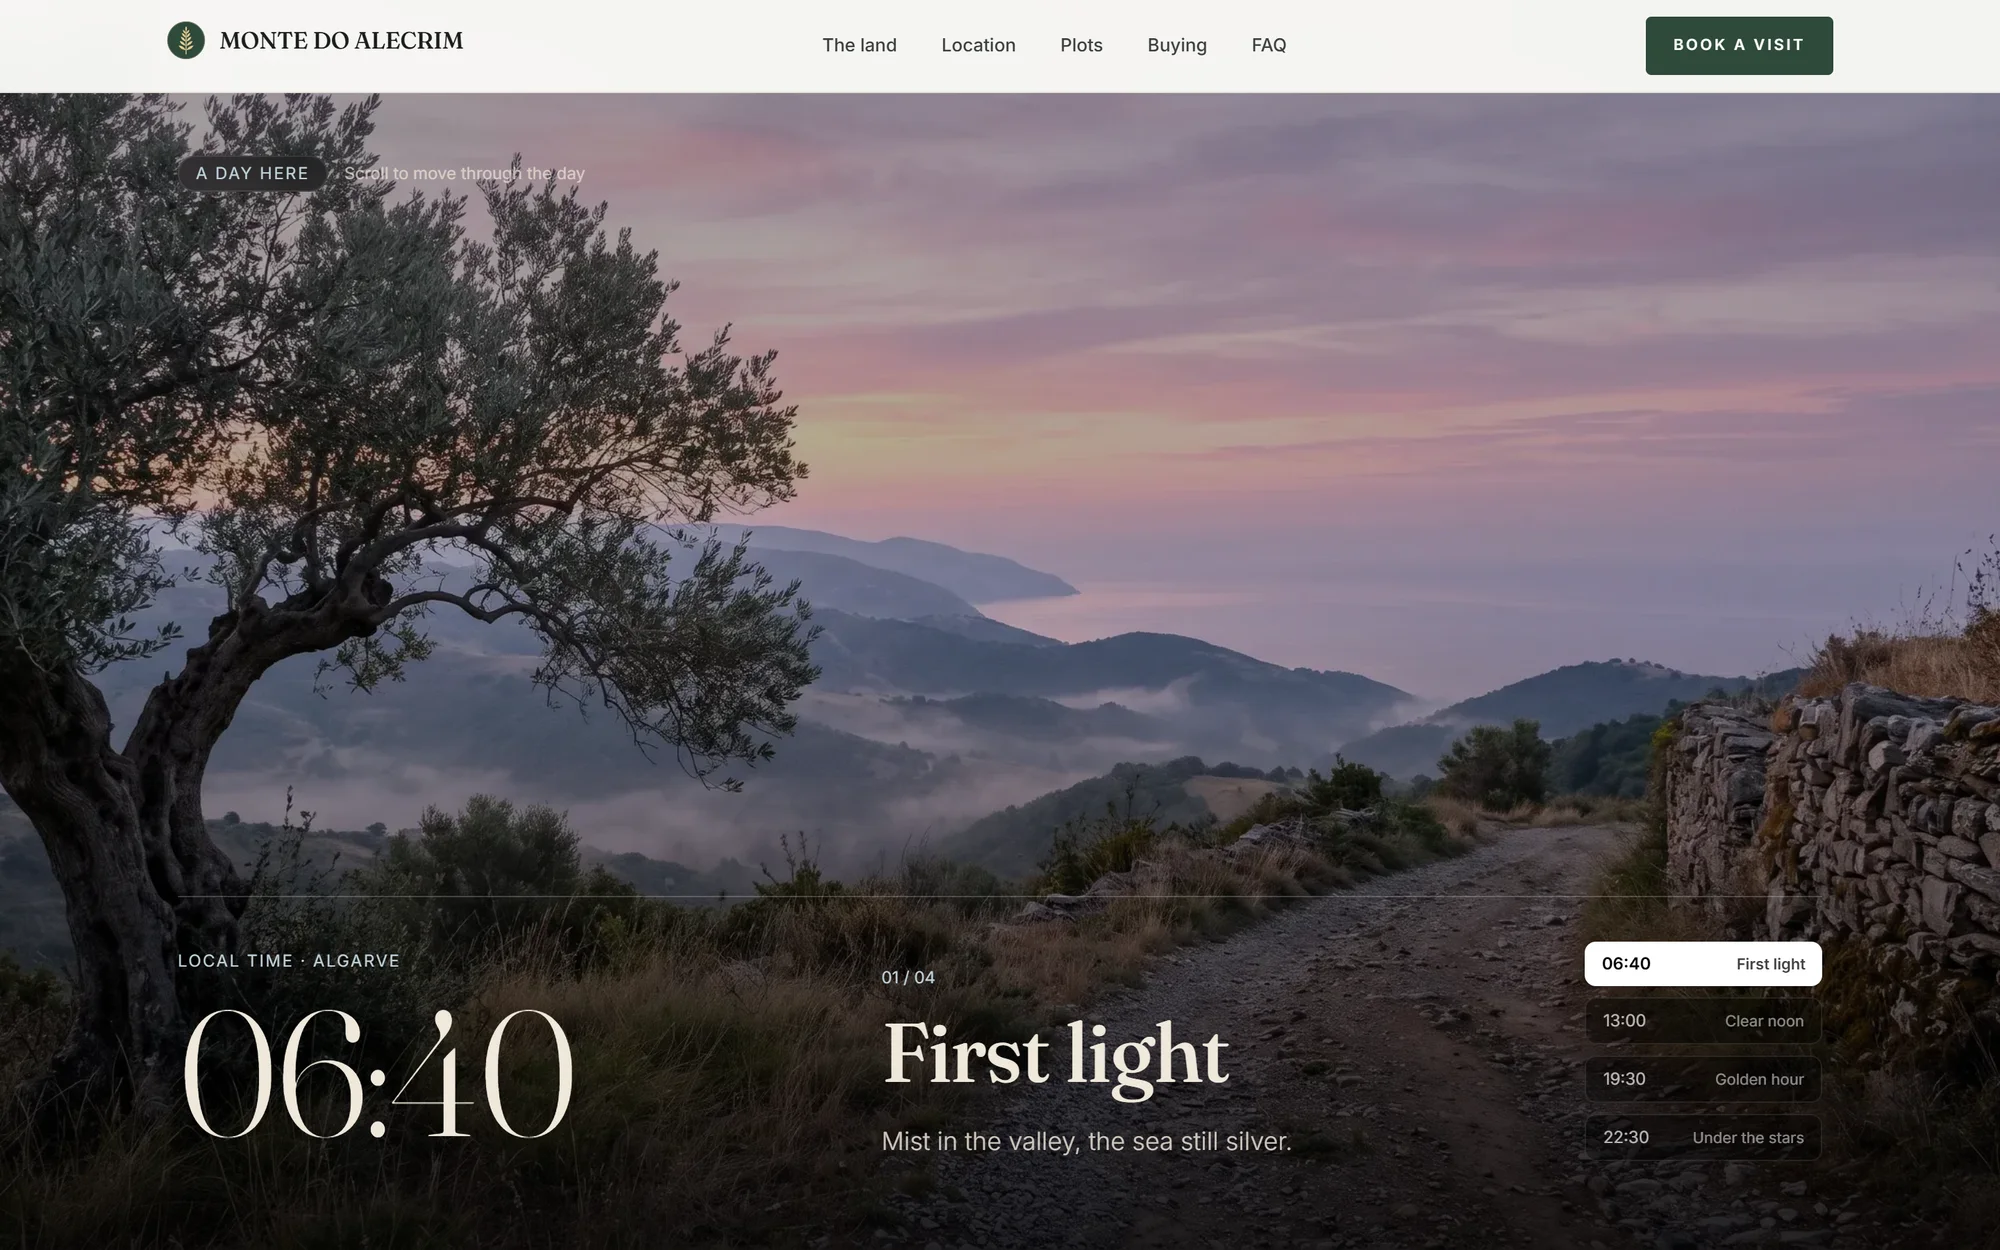 MONTE DO ALECRIM
The land
Location
Plots
Buying
FAQ
BOOK A VISIT
A DAY HERE
Scroll to move through the day
LOCAL TIME · ALGARVE
06:40
01 / 04
First light
Mist in the valley, the sea still silver.
06:40 First light
13:00 Clear noon
19:30 Golden hour
22:30 Under the stars